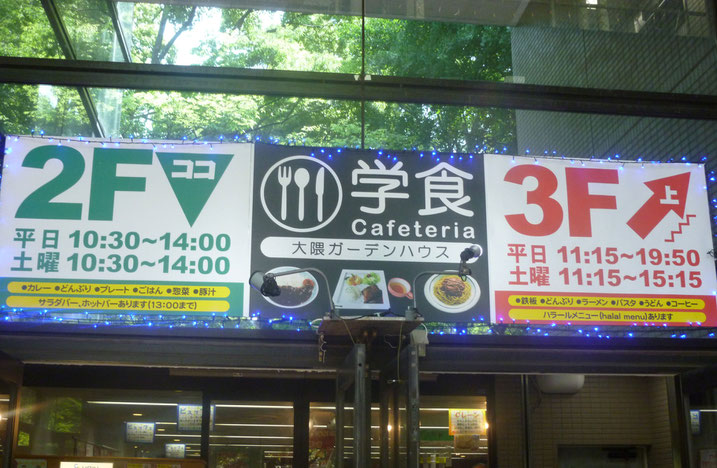 2F ココ
平日 10:30~14:00
土曜 10:30~14:00
●カレー ●どんぶり ●プレート ●ごはん ●惣菜 ●豚汁
サラダバー、ホットバーあります(13:00まで)
学食
Cafeteria
大隈ガーデンハウス
3F 上
平日 11:15~19:50
土曜 11:15~15:15
●鉄板 ●どんぶり ●ラーメン ●パスタ ●うどん ●コーヒー
ハラールメニュー(halal menu)あります